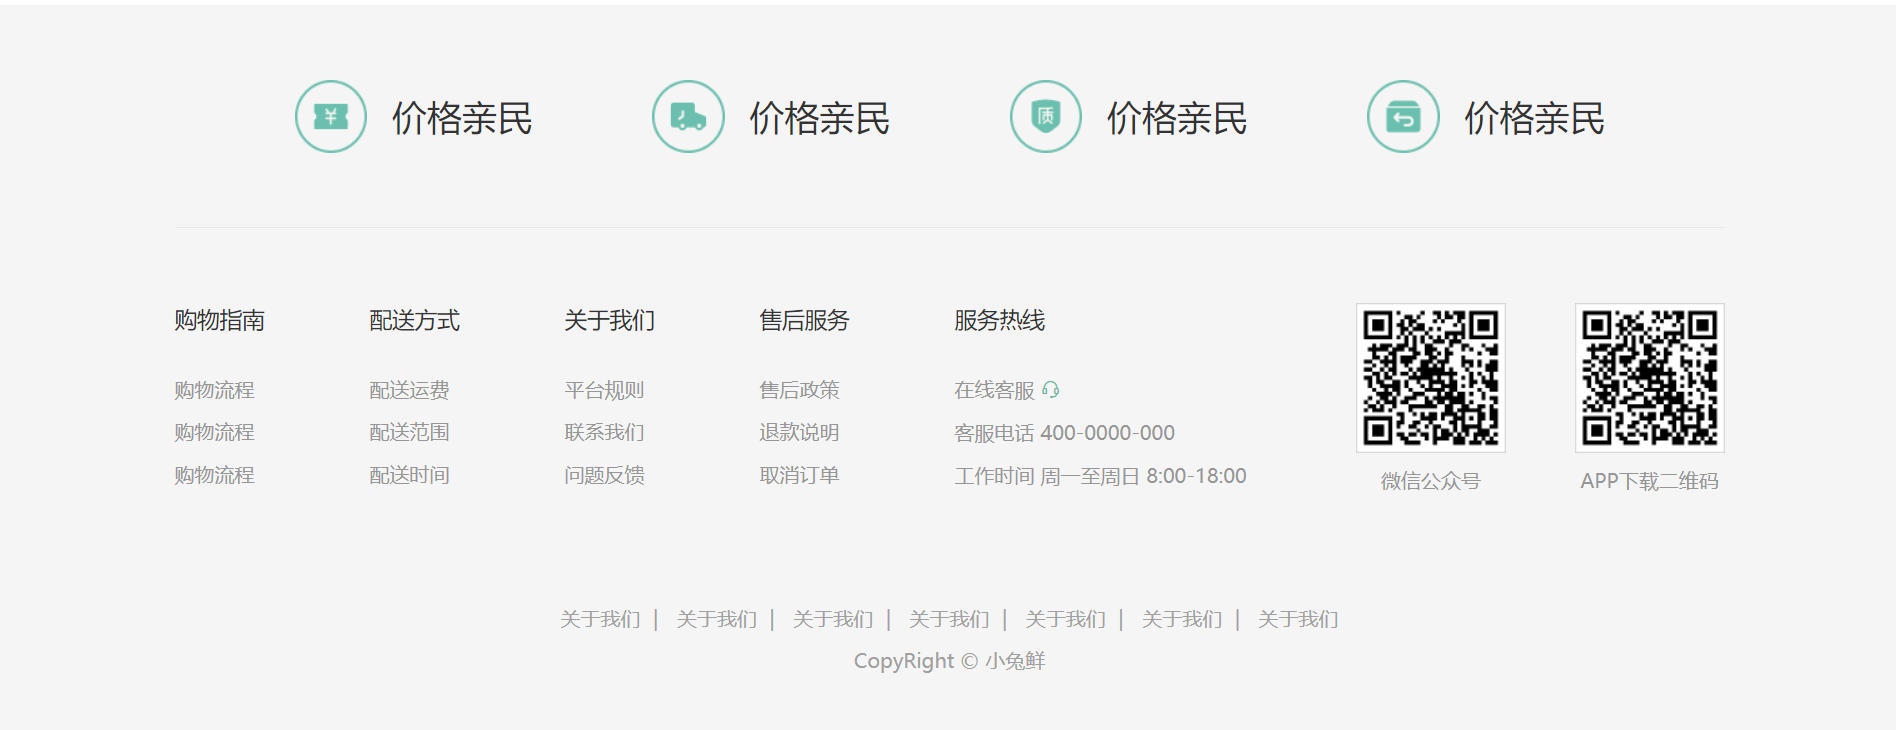 价格亲民 价格亲民 价格亲民 价格亲民
购物指南 配送方式 关于我们 售后服务 服务热线
购物流程 配送运费 平台规则 售后政策 在线客服
购物流程 配送范围 联系我们 退款说明 客服电话 400-0000-000
购物流程 配送时间 问题反馈 取消订单 工作时间 周一至周日 8:00-18:00
微信公众号 APP下载二维码
关于我们 | 关于我们 | 关于我们 | 关于我们 | 关于我们 | 关于我们 | 关于我们
CopyRight © 小兔鲜